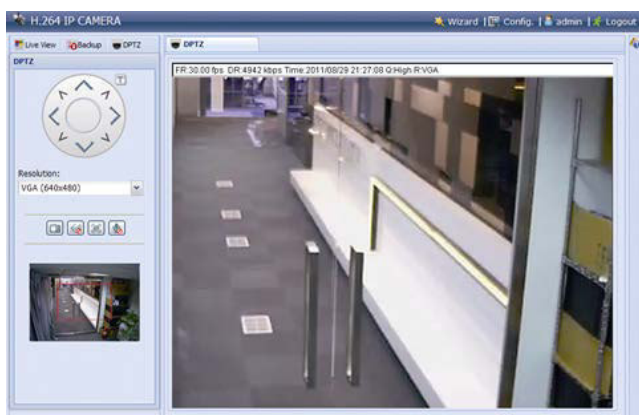 H.264 IP CAMERA
Wizard | Config. | admin | Logout
Live View Backup DPTZ
DPTZ
DPTZ
FR:30.00 fps DR:4942 kbps Time:2011/08/29 21:27:08 Q:High R:VGA
T
Resolution:
VGA (640x480)